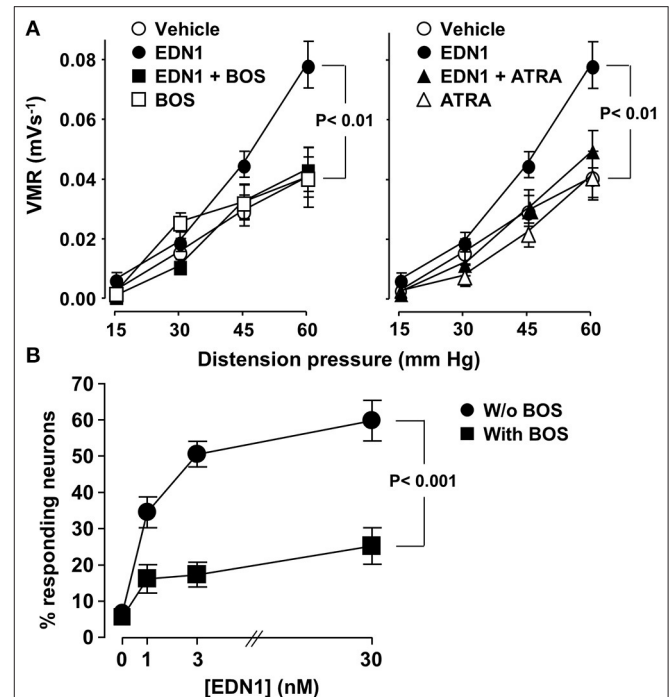 A
Vehicle
EDN1
EDN1 + BOS
BOS
P< 0.01
Vehicle
EDN1
EDN1 + ATRA
ATRA
P< 0.01
VMR (mVs⁻¹)
0.08
0.06
0.04
0.02
0.00
15 30 45 60
15 30 45 60
Distension pressure (mm Hg)
B
% responding neurons
70
60
50
40
30
20
10
0
W/o BOS
With BOS
P< 0.001
0 1 3 30
[EDN1] (nM)